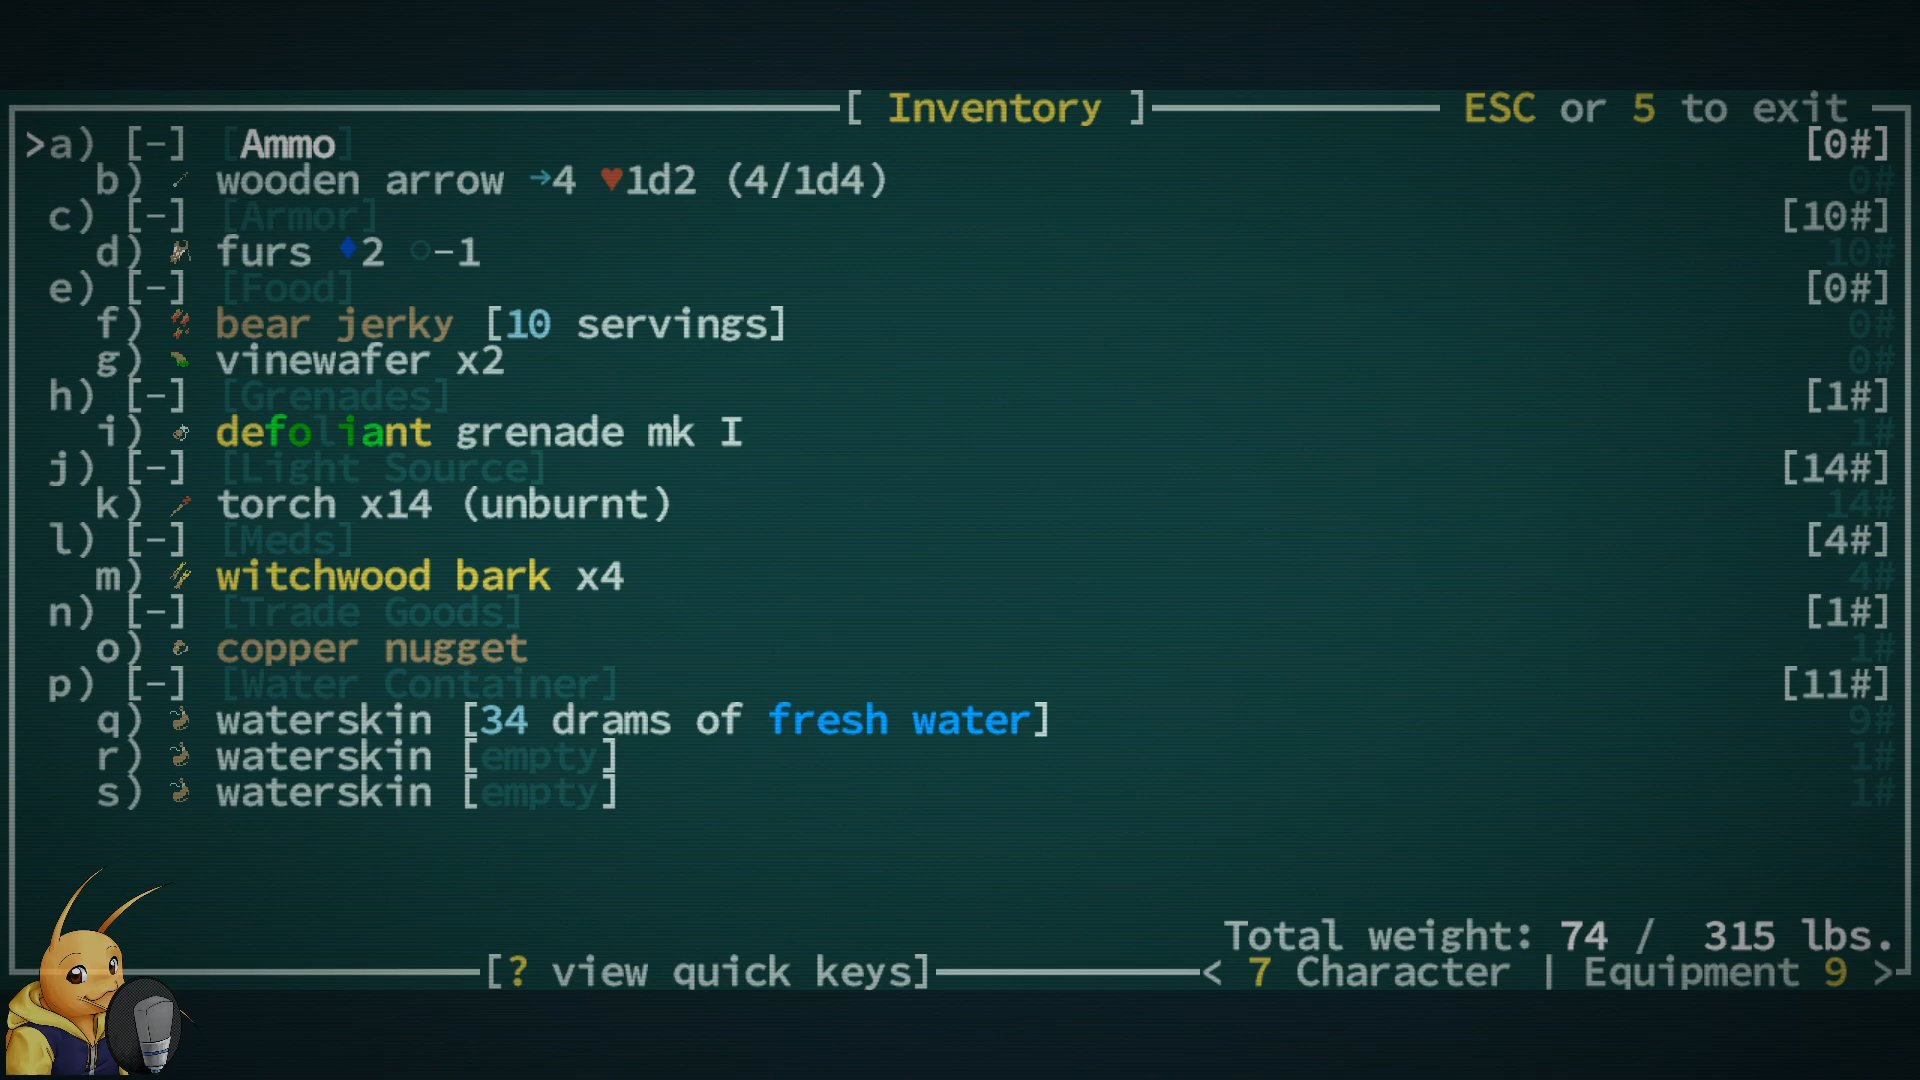 [ Inventory ] ESC or 5 to exit
>a) [-] [Ammo] [0#]
b) wooden arrow →4 ♥1d2 (4/1d4) 0#
c) [-] [Armor] [10#]
d) furs ♦2 ○-1 10#
e) [-] [Food] [0#]
f) bear jerky [10 servings] 0#
g) vinewafer x2 0#
h) [-] [Grenades] [1#]
i) defoliant grenade mk I 1#
j) [-] [Light Source] [14#]
k) torch x14 (unburnt) 14#
l) [-] [Meds] [4#]
m) witchwood bark x4 4#
n) [-] [Trade Goods] [1#]
o) copper nugget 1#
p) [-] [Water Container] [11#]
q) waterskin [34 drams of fresh water] 9#
r) waterskin [empty] 1#
s) waterskin [empty] 1#
Total weight: 74 / 315 lbs.
[? view quick keys] < 7 Character | Equipment 9 >